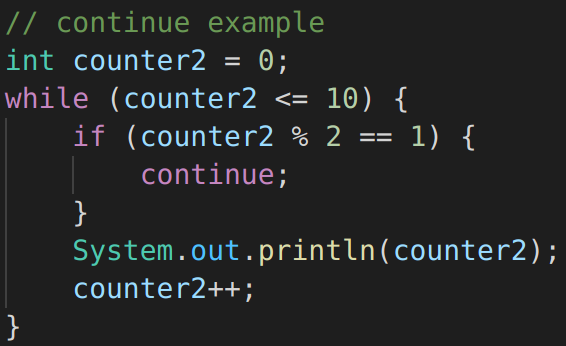 // continue example
int counter2 = 0;
while (counter2 <= 10) {
    if (counter2 % 2 == 1) {
        continue;
    }
    System.out.println(counter2);
    counter2++;
}